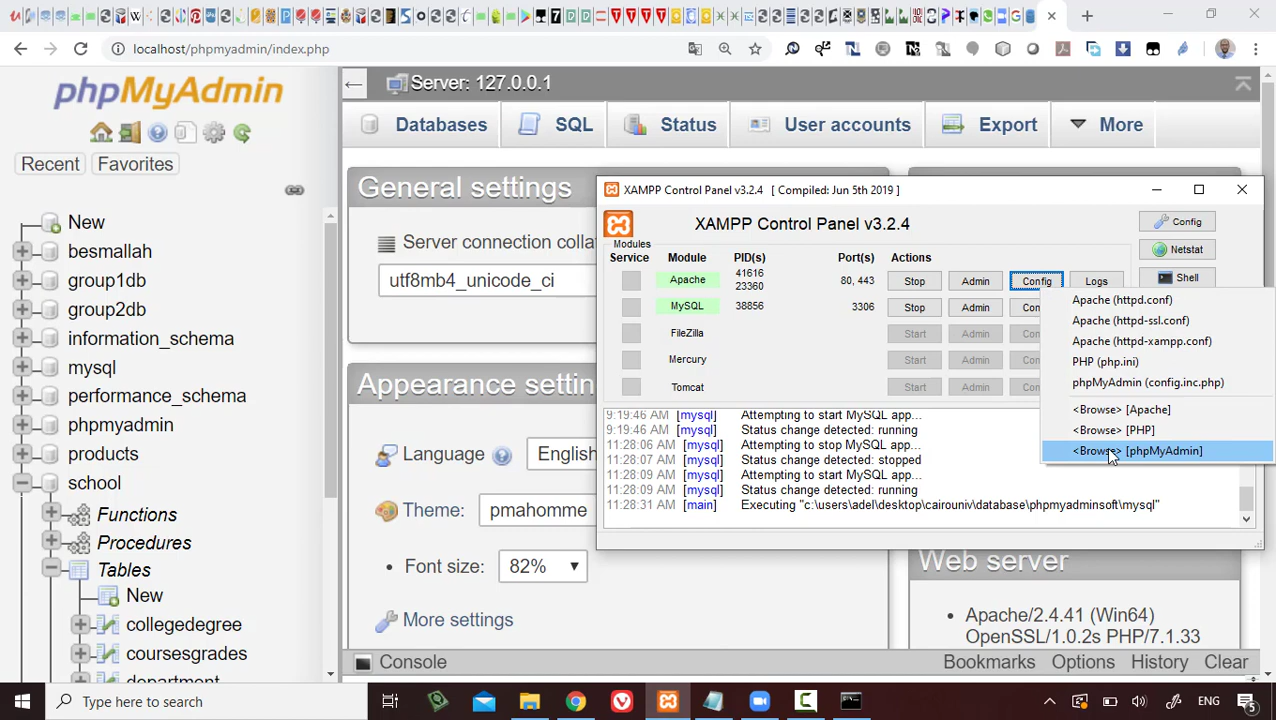 localhost/phpmyadmin/index.php
phpMyAdmin
Recent
Favorites
New
besmallah
group1db
group2db
information_schema
mysql
performance_schema
phpmyadmin
products
school
Functions
Procedures
Tables
New
collegedegree
coursesgrades
department
Server: 127.0.0.1
Databases
SQL
Status
User accounts
Export
More
General settings
Server connection colla
utf8mb4_unicode_ci
Appearance settin
Language
English
Theme:
pmahomme
Font size:
82%
More settings
Web server
Apache/2.4.41 (Win64)
OpenSSL/1.0.2s PHP/7.1.33
Console
Bookmarks
Options
History
Clear
XAMPP Control Panel v3.2.4 [ Compiled: Jun 5th 2019 ]
XAMPP Control Panel v3.2.4
Config
Netstat
Shell
Modules
Service
Module
PID(s)
Port(s)
Actions
Apache
41616
23360
80, 443
Stop
Admin
Config
Logs
MySQL
38856
3306
Stop
Admin
Con
FileZilla
Start
Admin
Con
Mercury
Start
Admin
Con
Tomcat
Start
Admin
Con
Apache (httpd.conf)
Apache (httpd-ssl.conf)
Apache (httpd-xampp.conf)
PHP (php.ini)
phpMyAdmin (config.inc.php)
<Browse> [Apache]
<Browse> [PHP]
<Browse> [phpMyAdmin]
9:19:46 AM [mysql] Attempting to start MySQL app...
9:19:46 AM [mysql] Status change detected: running
11:28:06 AM [mysql] Attempting to stop MySQL app...
11:28:07 AM [mysql] Status change detected: stopped
11:28:09 AM [mysql] Attempting to start MySQL app...
11:28:09 AM [mysql] Status change detected: running
11:28:31 AM [main] Executing "c:\users\adel\desktop\cairouniv\database\phpmyadminsoft\mysql"
Type here to search
ENG
5